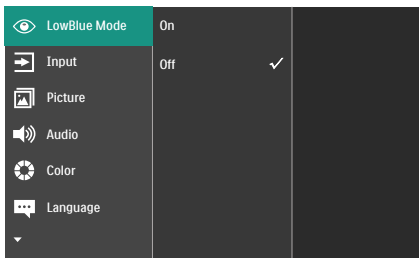 LowBlue Mode
On
Input
Off
Picture
Audio
Color
Language